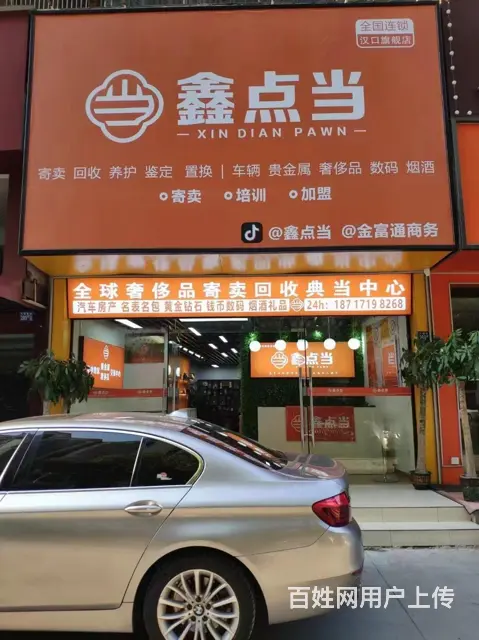 全国连锁
汉口旗舰店
鑫点当
XIN DIAN PAWN
寄卖 回收 养护 鉴定 置换 | 车辆 贵金属 奢侈品 数码 烟酒
寄卖 培训 加盟
@鑫点当 @金富通商务
全球奢侈品寄卖回收典当中心
汽车房产 名表名包 黄金钻石 钱币数码 烟酒礼品 24h: 187 1719 8268
鑫点当
鑫点当
百姓网用户上传